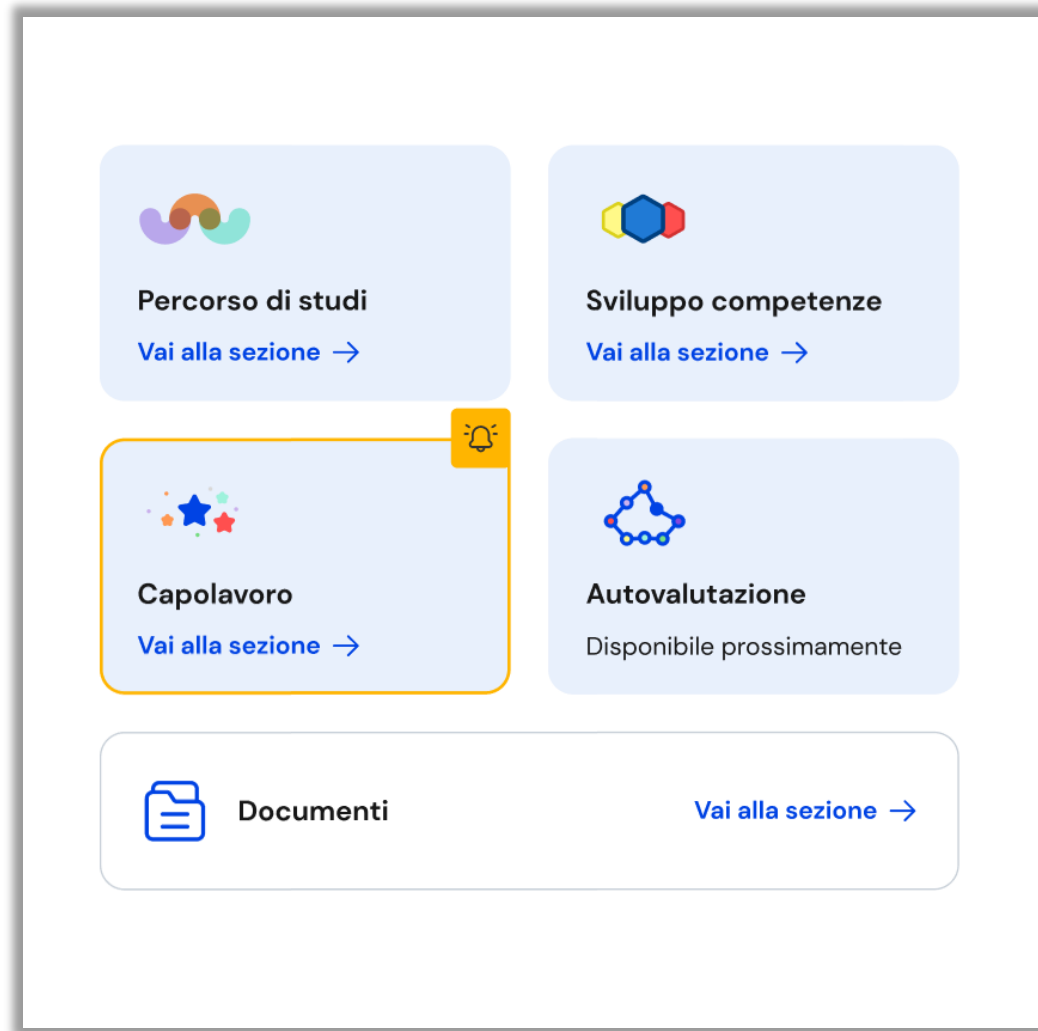 Percorso di studi
Vai alla sezione →
Sviluppo competenze
Vai alla sezione →
Capolavoro
Vai alla sezione →
Autovalutazione
Disponibile prossimamente
Documenti
Vai alla sezione →